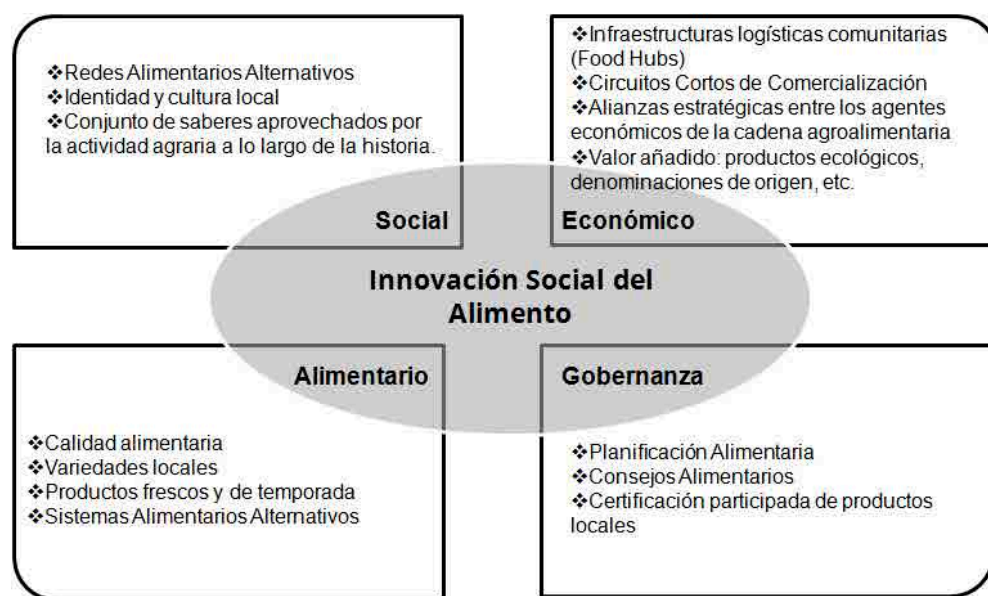 ❖Redes Alimentarios Alternativos
❖Identidad y cultura local
❖Conjunto de saberes aprovechados por
la actividad agraria a lo largo de la historia.
Social
❖Infraestructuras logísticas comunitarias
(Food Hubs)
❖Circuitos Cortos de Comercialización
❖Alianzas estratégicas entre los agentes
económicos de la cadena agroalimentaria
❖Valor añadido: productos ecológicos,
denominaciones de origen, etc.
Económico
Innovación Social del
Alimento
Alimentario
❖Calidad alimentaria
❖Variedades locales
❖Productos frescos y de temporada
❖Sistemas Alimentarios Alternativos
Gobernanza
❖Planificación Alimentaria
❖Consejos Alimentarios
❖Certificación participada de productos
locales